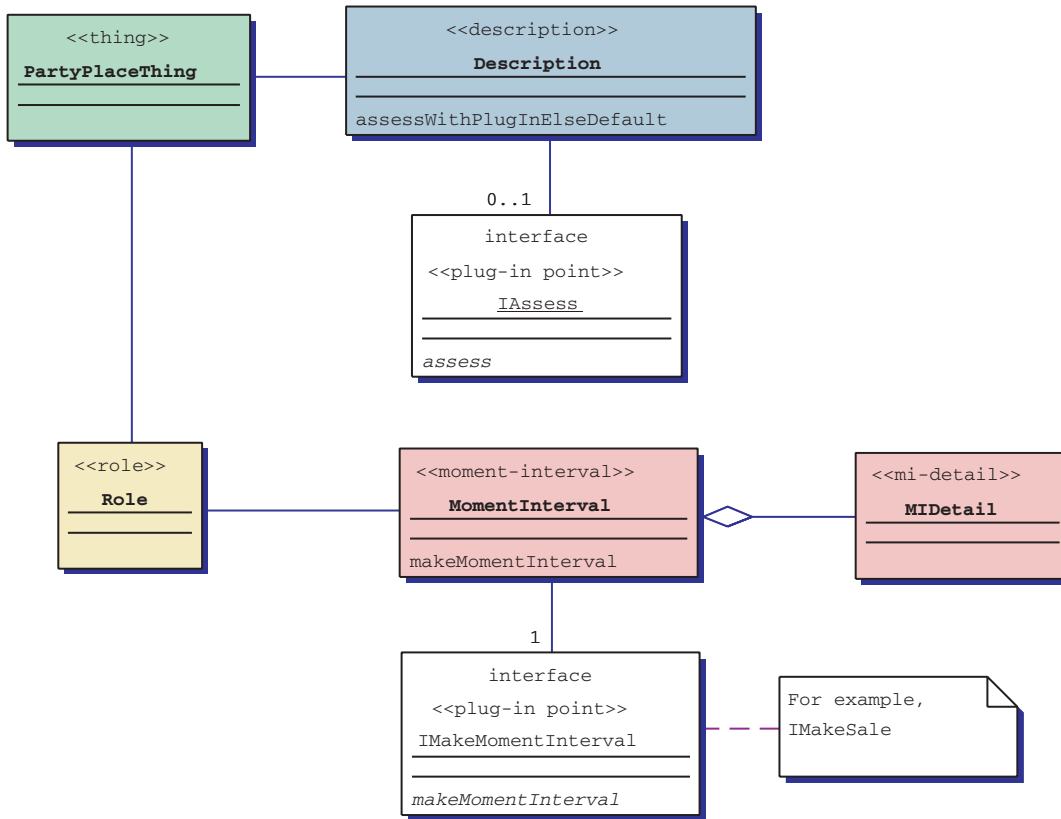 <<thing>>
PartyPlaceThing
<<description>>
Description
assessWithPlugInElseDefault
0..1
interface
<<plug-in point>>
IAssess
assess
<<role>>
Role
<<moment-interval>>
MomentInterval
makeMomentInterval
<<mi-detail>>
MIDetail
1
interface
<<plug-in point>>
IMakeMomentInterval
makeMomentInterval
For example,
IMakeSale